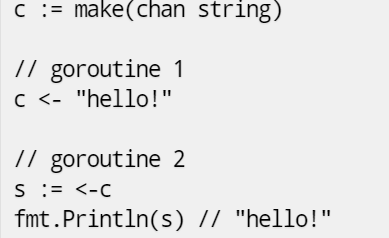 c := make(chan string)
// goroutine 1
c <- "hello!"
// goroutine 2
s := <-c
fmt.Println(s) // "hello!"